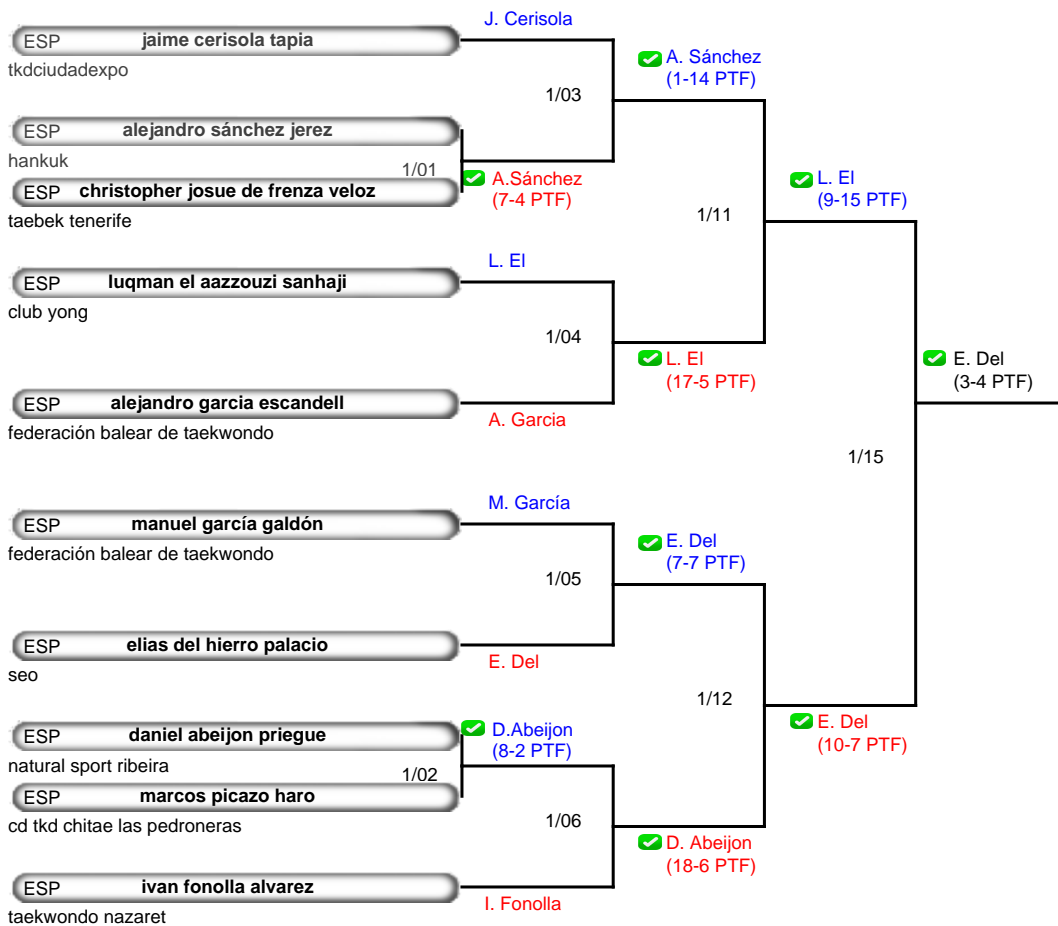 J. Cerisola
ESP jaime cerisola tapia
tkdciudadexpo
A. Sánchez
(1-14 PTF)
1/03
ESP alejandro sánchez jerez
hankuk
1/01
A.Sánchez
(7-4 PTF)
ESP christopher josue de frenza veloz
taebek tenerife
L. El
(9-15 PTF)
1/11
L. El
ESP luqman el aazzouzi sanhaji
club yong
1/04
L. El
(17-5 PTF)
E. Del
(3-4 PTF)
ESP alejandro garcia escandell
A. Garcia
federación balear de taekwondo
1/15
M. García
ESP manuel garcía galdón
federación balear de taekwondo
E. Del
(7-7 PTF)
1/05
ESP elias del hierro palacio
E. Del
seo
1/12
E. Del
(10-7 PTF)
ESP daniel abeijon priegue
D.Abeijon
(8-2 PTF)
natural sport ribeira
1/02
ESP marcos picazo haro
cd tkd chitae las pedroneras
1/06
D. Abeijon
(18-6 PTF)
ESP ivan fonolla alvarez
I. Fonolla
taekwondo nazaret